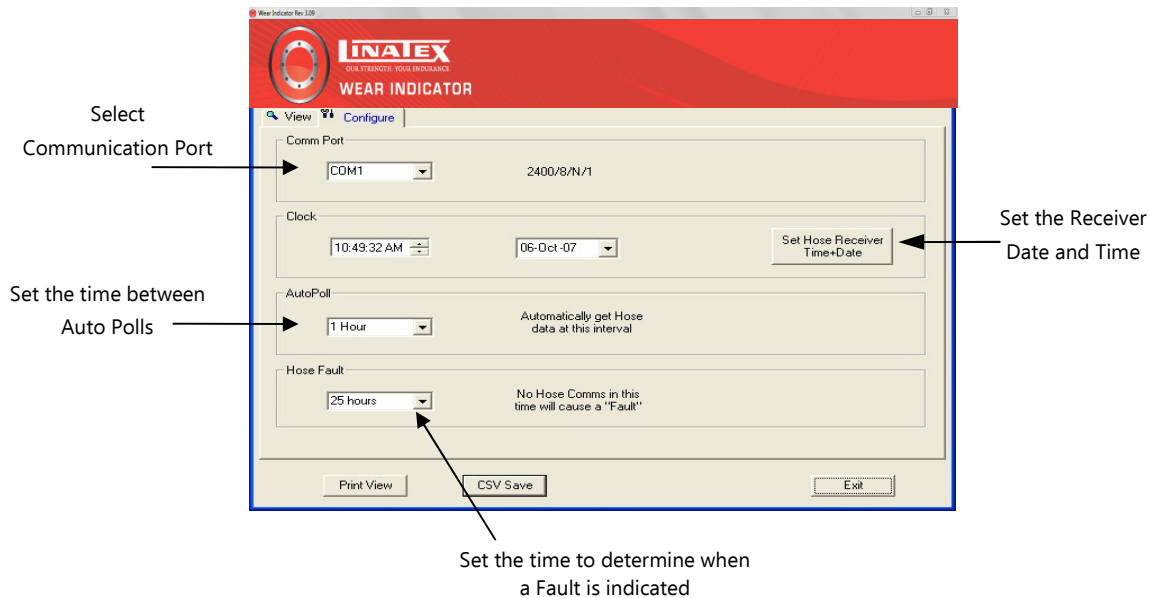 Wear Indicator Rev 3.09
LINATEX
OUR STRENGTH. YOUR ENDURANCE.
WEAR INDICATOR
View
Configure
Select
Communication Port
Comm Port
COM1
2400/8/N/1
Clock
10:49:32 AM
06-Oct-07
Set Hose Receiver
Time+Date
Set the Receiver
Date and Time
Set the time between
Auto Polls
AutoPoll
1 Hour
Automatically get Hose
data at this interval
Hose Fault
25 hours
No Hose Comms in this
time will cause a "Fault"
Print View
CSV Save
Exit
Set the time to determine when
a Fault is indicated